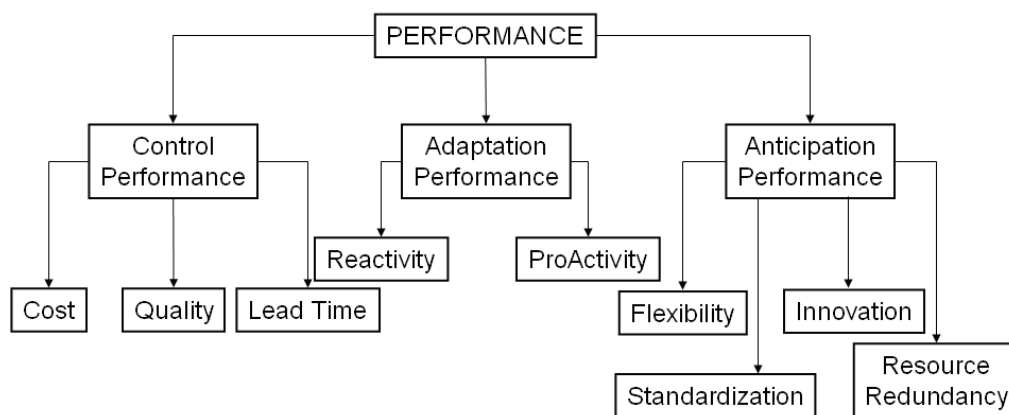 PERFORMANCE
Control
Performance
Adaptation
Performance
Anticipation
Performance
Reactivity
ProActivity
Cost
Quality
Lead Time
Flexibility
Innovation
Standardization
Resource
Redundancy